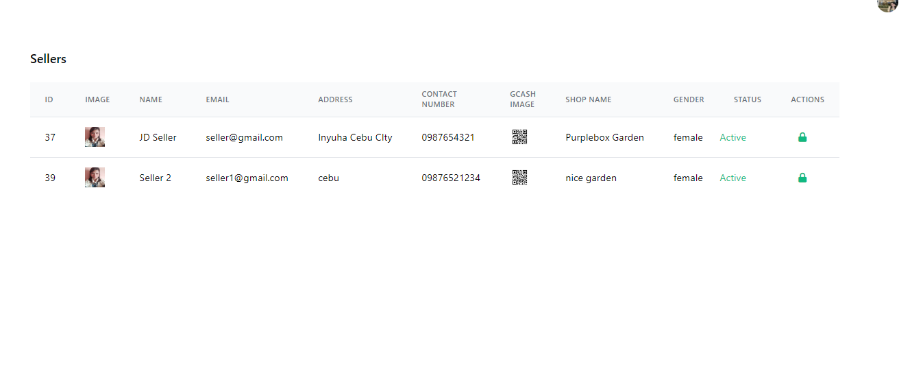 Sellers
ID IMAGE NAME EMAIL ADDRESS CONTACT NUMBER GCASH IMAGE SHOP NAME GENDER STATUS ACTIONS
37 JD Seller seller@gmail.com Inyuha Cebu CIty 0987654321 Purplebox Garden female Active
39 Seller 2 seller1@gmail.com cebu 09876521234 nice garden female Active